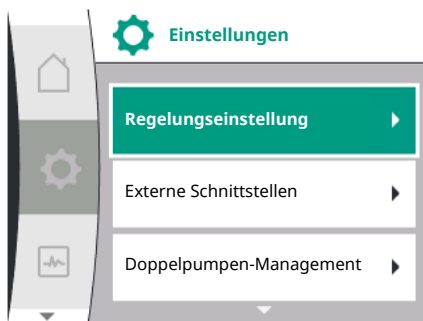 Einstellungen
Regelungseinstellung
Externe Schnittstellen
Doppelpumpen-Management